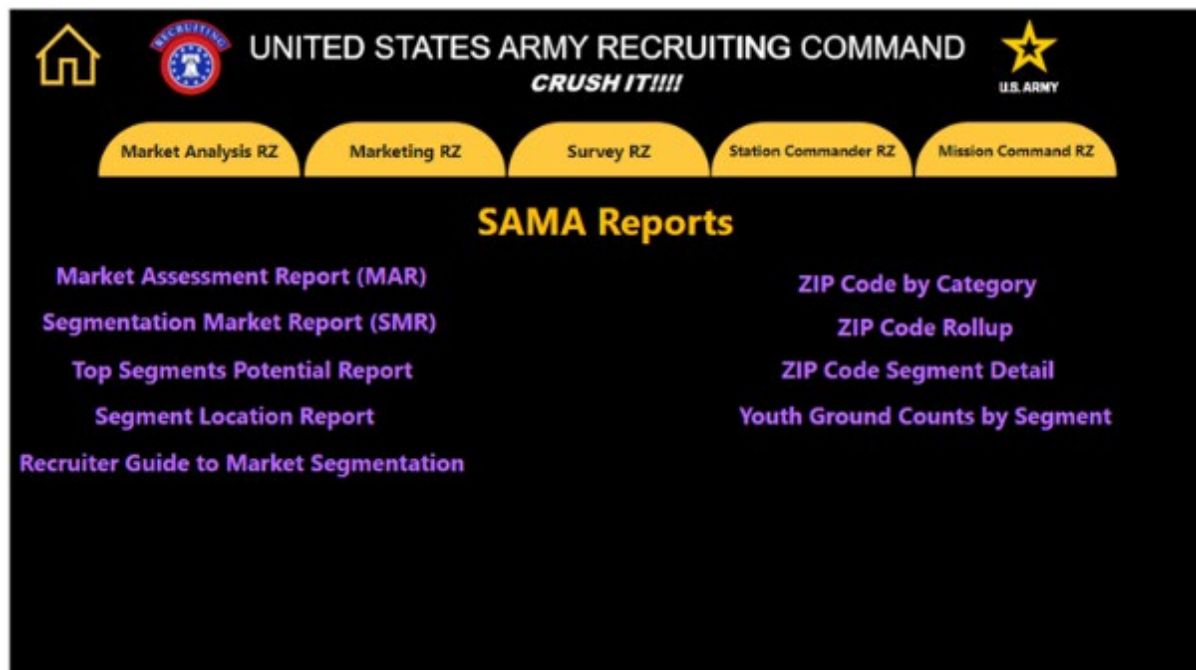 RECRUITING
UNITED STATES ARMY RECRUITING COMMAND
CRUSH IT!!!!
U.S. ARMY
Market Analysis RZ
Marketing RZ
Survey RZ
Station Commander RZ
Mission Command RZ
SAMA Reports
Market Assessment Report (MAR)
Segmentation Market Report (SMR)
Top Segments Potential Report
Segment Location Report
Recruiter Guide to Market Segmentation
ZIP Code by Category
ZIP Code Rollup
ZIP Code Segment Detail
Youth Ground Counts by Segment